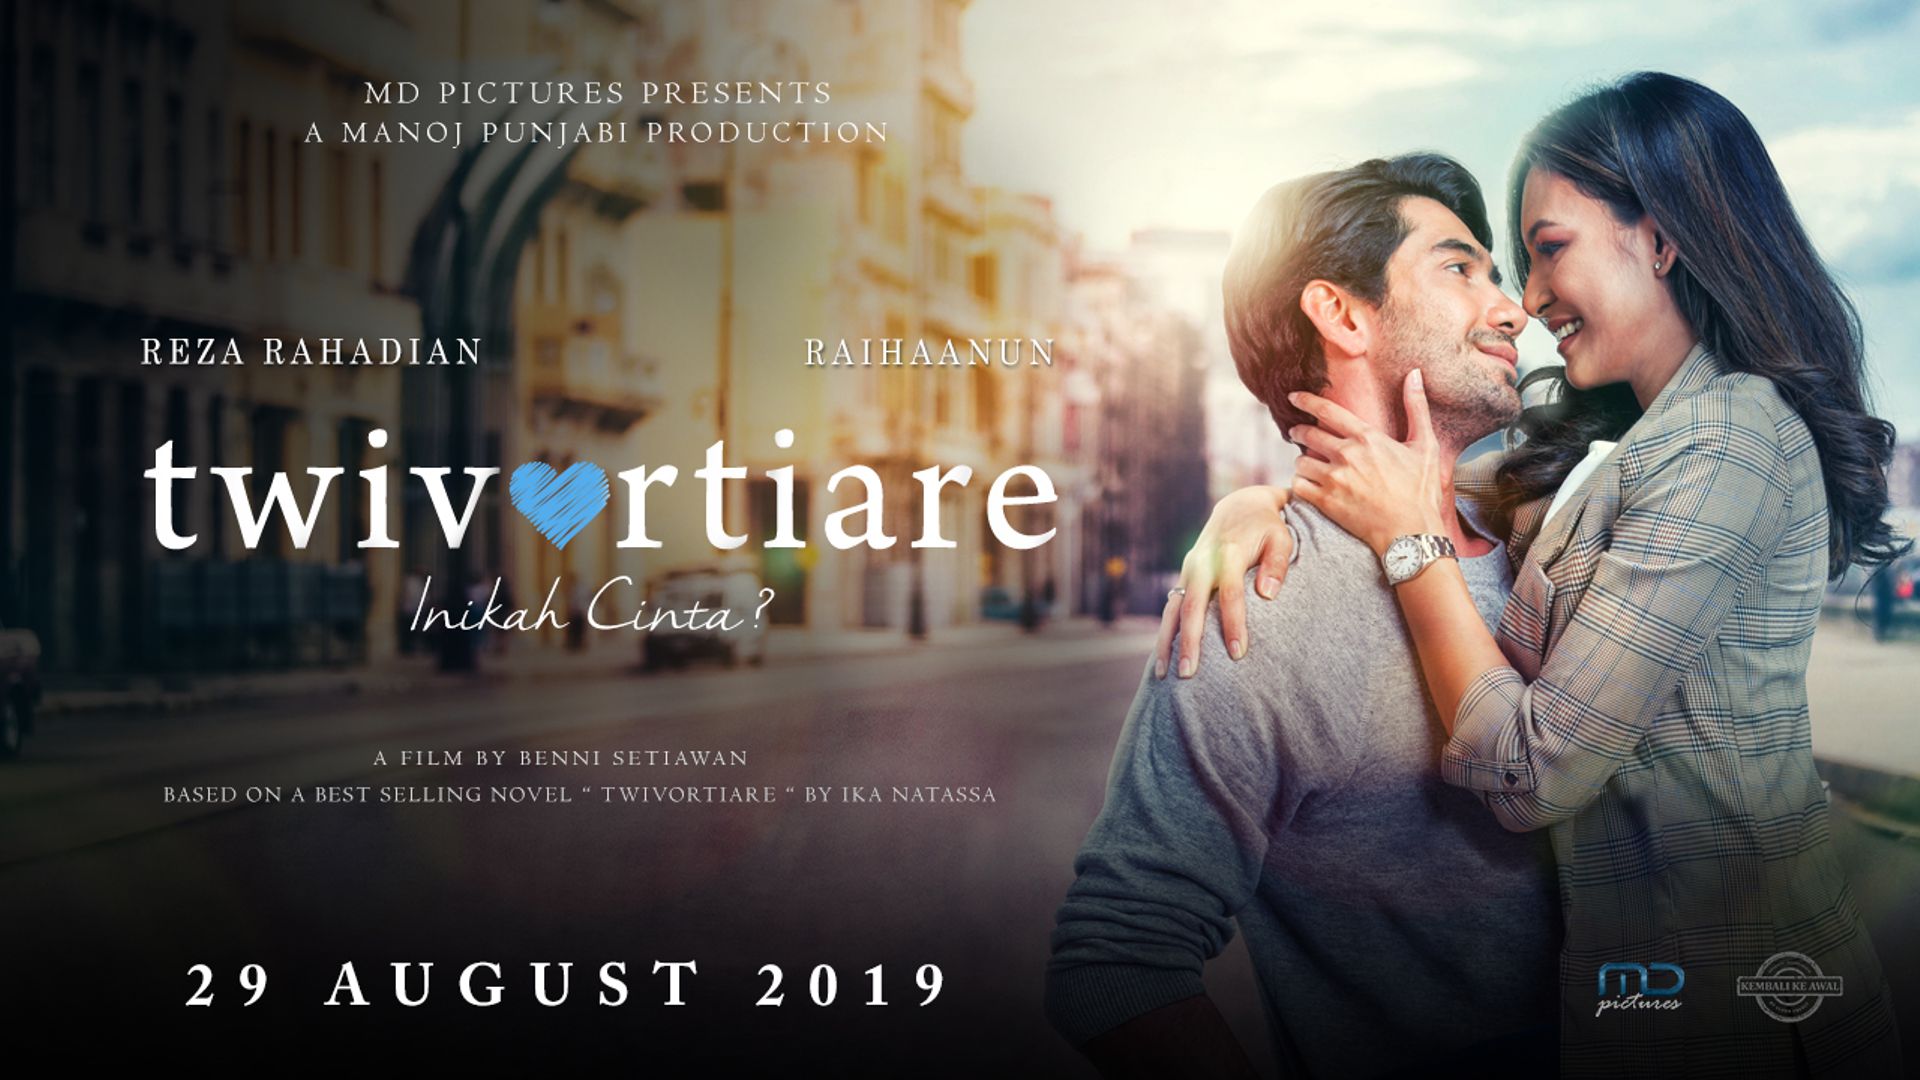 MD PICTURES PRESENTS
A MANOJ PUNJABI PRODUCTION
REZA RAHADIAN RAIHAANUN
twivortiare
Inikah Cinta?
A FILM BY BENNI SETIAWAN
BASED ON A BEST SELLING NOVEL “ TWIVORTIARE “ BY IKA NATASSA
29 AUGUST 2019
MD
pictures
KEMBALI KE AWAL